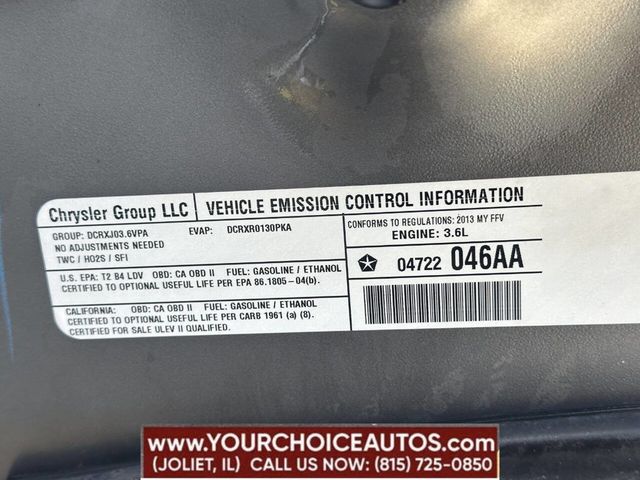 Chrysler Group LLC
VEHICLE EMISSION CONTROL INFORMATION
GROUP: DCRXJ03.6VPA EVAP: DCRXR0130PKA
NO ADJUSTMENTS NEEDED
TWC / HO2S / SFI
CONFORMS TO REGULATIONS: 2013 MY FFV
ENGINE: 3.6L
U.S. EPA: T2 B4 LDV OBD: CA OBD II FUEL: GASOLINE / ETHANOL
CERTIFIED TO OPTIONAL USEFUL LIFE PER EPA 86.1805-04(b).
04722 046AA
CALIFORNIA: OBD: CA OBD II FUEL: GASOLINE / ETHANOL
CERTIFIED TO OPTIONAL USEFUL LIFE PER CARB 1961 (a) (8).
CERTIFIED FOR SALE ULEV II QUALIFIED.
WWW.YOURCHOICEAUTOS.COM
(JOLIET, IL) CALL US NOW: (815) 725-0850